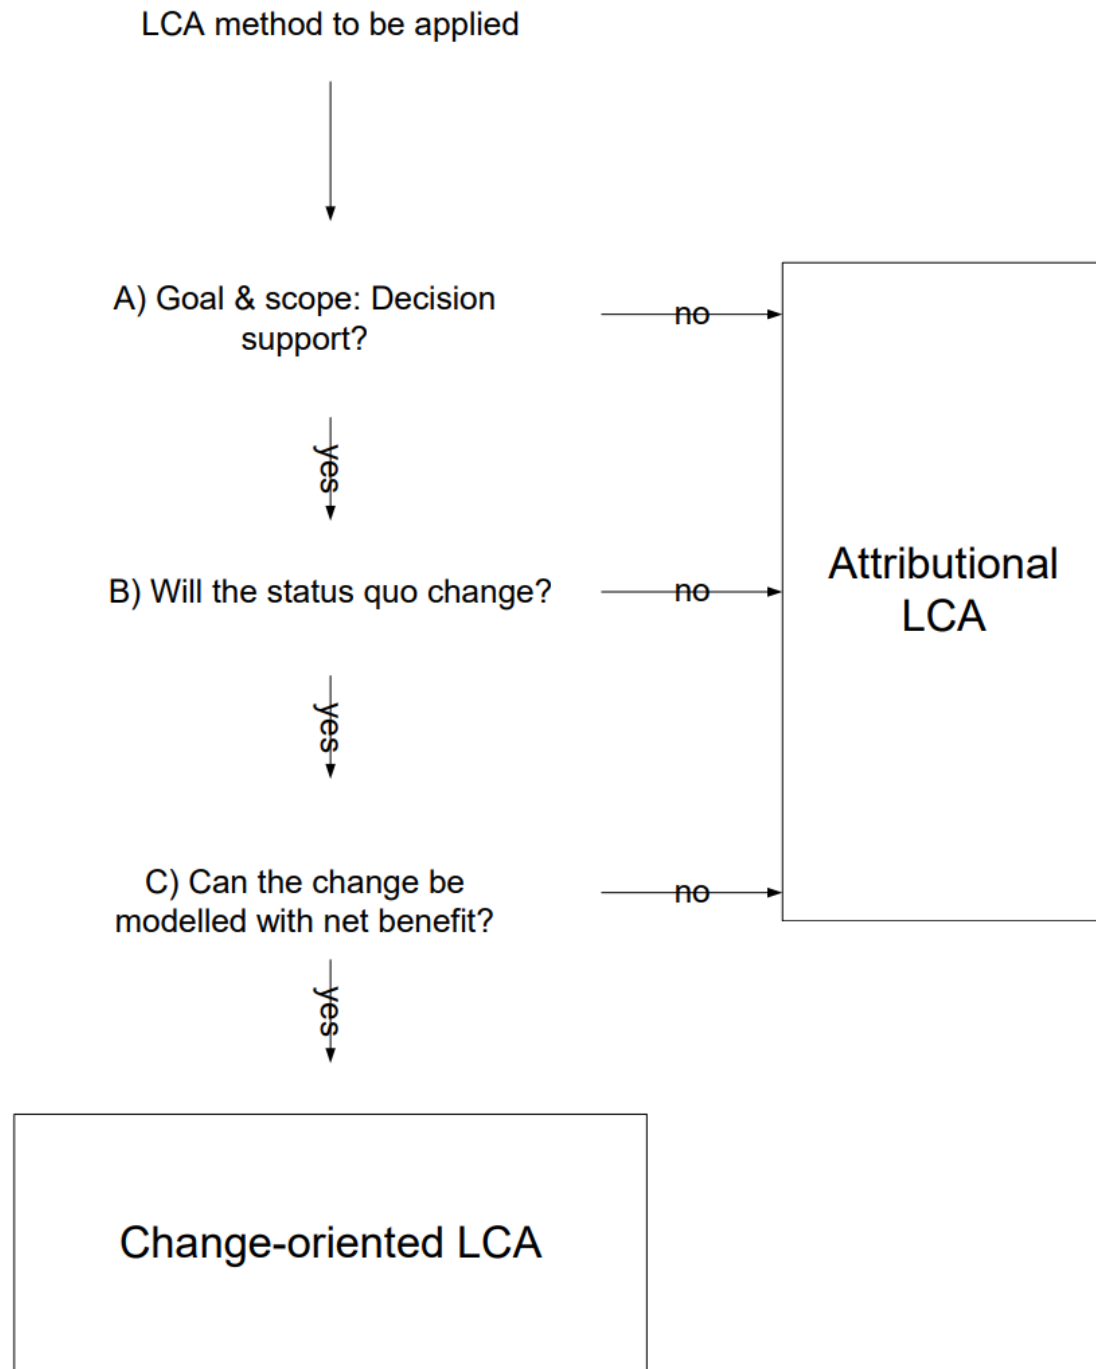 LCA method to be applied
A) Goal & scope: Decision
support?
no
yes
B) Will the status quo change?
no
Attributional
LCA
yes
C) Can the change be
modelled with net benefit?
no
yes
Change-oriented LCA